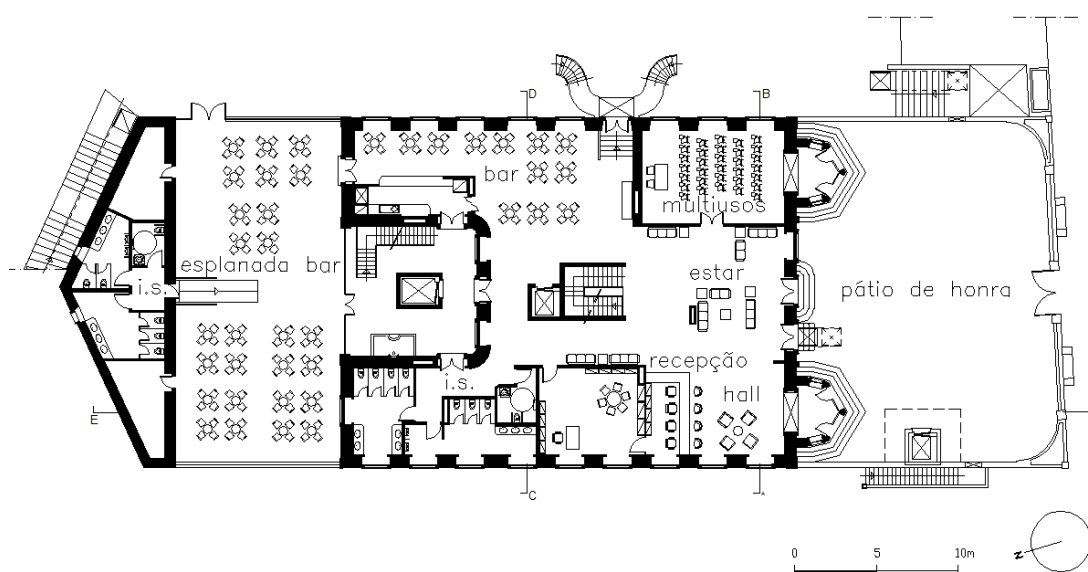 D
B
bar
multiusos
esplanada bar
estar
i.s.
pátio de honra
recepção
i.s.
hall
E
C
A
0 5 10m
N